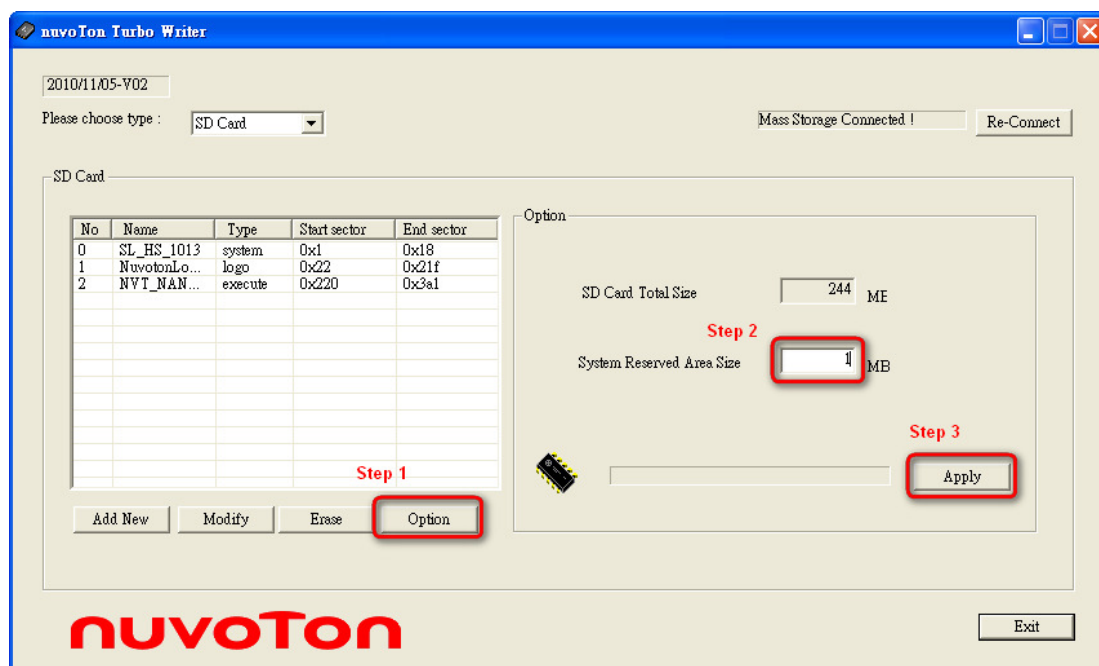 nuvoTon Turbo Writer
2010/11/05-V02
Please choose type :
SD Card
Mass Storage Connected !
Re-Connect
SD Card
No Name Type Start sector End sector
0 SL_HS_1013 system 0x1 0x18
1 NuvotonLo... logo 0x22 0x21f
2 NVT_NAN... execute 0x220 0x3a1
Step 1
Add New Modify Erase Option
Option
SD Card Total Size 244 MB
Step 2
System Reserved Area Size 1 MB
Step 3
Apply
nuvoTon
Exit